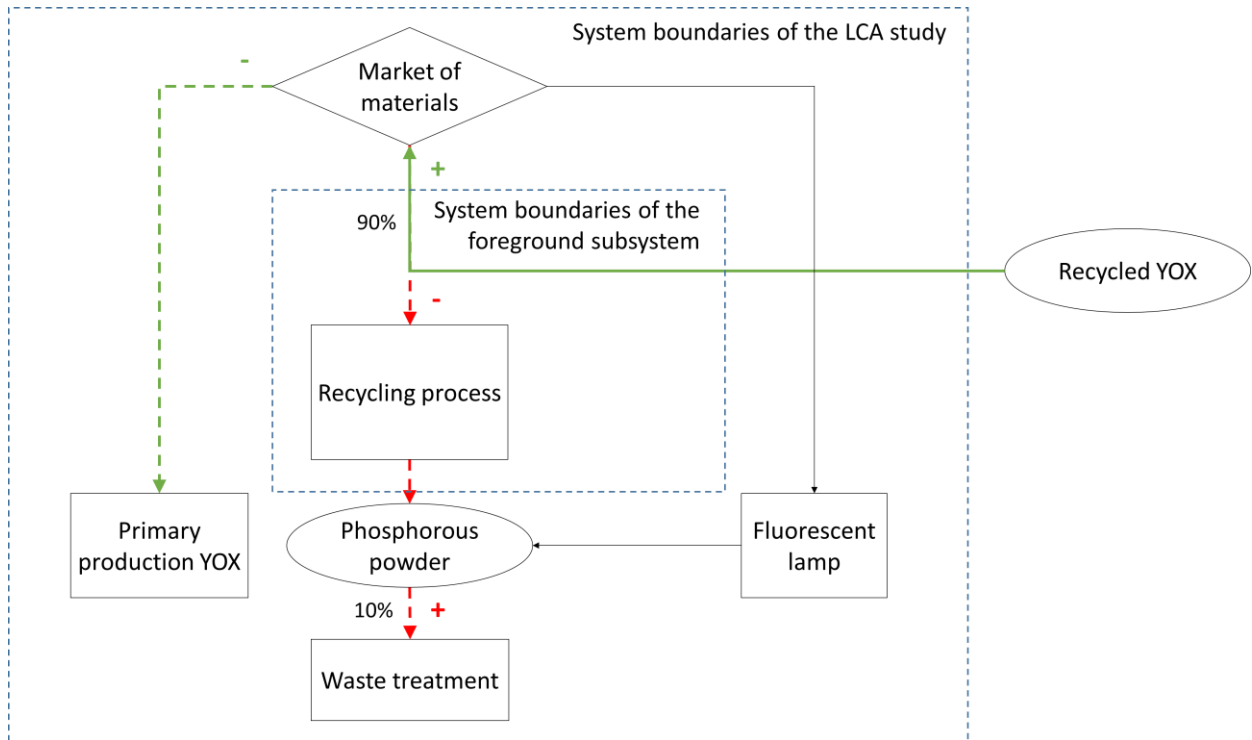 System boundaries of the LCA study
-
Market of
materials
+
90%
System boundaries of the
foreground subsystem
Recycled YOX
-
Recycling process
Primary
production YOX
Phosphorous
powder
Fluorescent
lamp
10%
+
Waste treatment